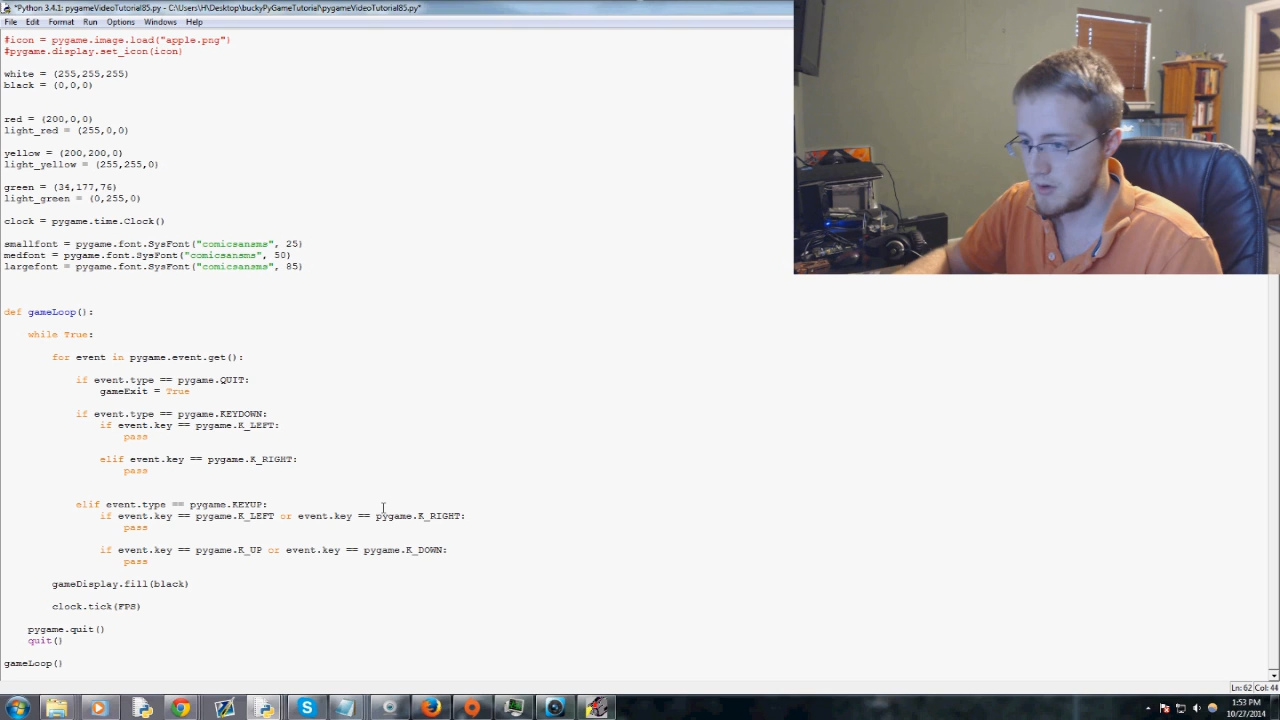 *Python 3.4.1: pygameVideoTutorial85.py - C:\Users\H\Desktop\buckyPyGameTutorial\pygameVideoTutorial85.py*
File Edit Format Run Options Windows Help
#icon = pygame.image.load("apple.png")
#pygame.display.set_icon(icon)
white = (255,255,255)
black = (0,0,0)
red = (200,0,0)
light_red = (255,0,0)
yellow = (200,200,0)
light_yellow = (255,255,0)
green = (34,177,76)
light_green = (0,255,0)
clock = pygame.time.Clock()
smallfont = pygame.font.SysFont("comicsansms", 25)
medfont = pygame.font.SysFont("comicsansms", 50)
largefont = pygame.font.SysFont("comicsansms", 85)
def gameLoop():
while True:
for event in pygame.event.get():
if event.type == pygame.QUIT:
gameExit = True
if event.type == pygame.KEYDOWN:
if event.key == pygame.K_LEFT:
pass
elif event.key == pygame.K_RIGHT:
pass
elif event.type == pygame.KEYUP:
if event.key == pygame.K_LEFT or event.key == pygame.K_RIGHT:
pass
if event.key == pygame.K_UP or event.key == pygame.K_DOWN:
pass
gameDisplay.fill(black)
clock.tick(FPS)
pygame.quit()
quit()
gameLoop()
Ln: 62 Col: 44
1:53 PM
10/27/2014